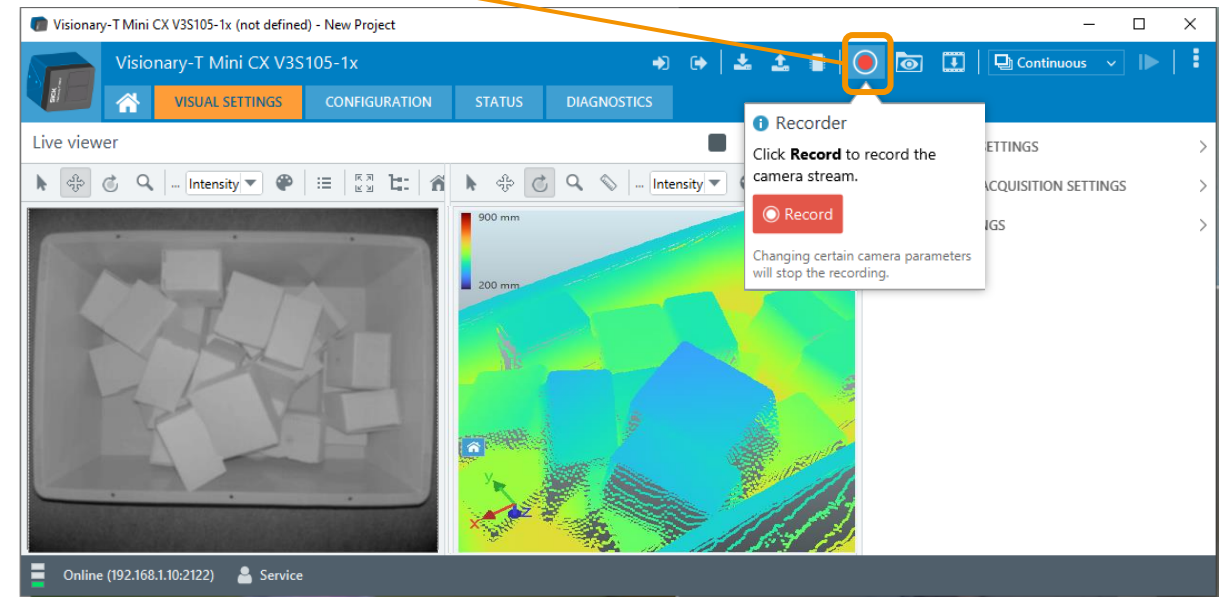 Visionary-T Mini CX V3S105-1x (not defined) - New Project
Visionary-T Mini CX V3S105-1x
Continuous
VISUAL SETTINGS
CONFIGURATION
STATUS
DIAGNOSTICS
Live viewer
... Intensity
... Intensity
Recorder
Click Record to record the
camera stream.
Record
Changing certain camera parameters
will stop the recording.
ETTINGS
ACQUISITION SETTINGS
NGS
900 mm
200 mm
y
x
z
Online (192.168.1.10:2122)
Service